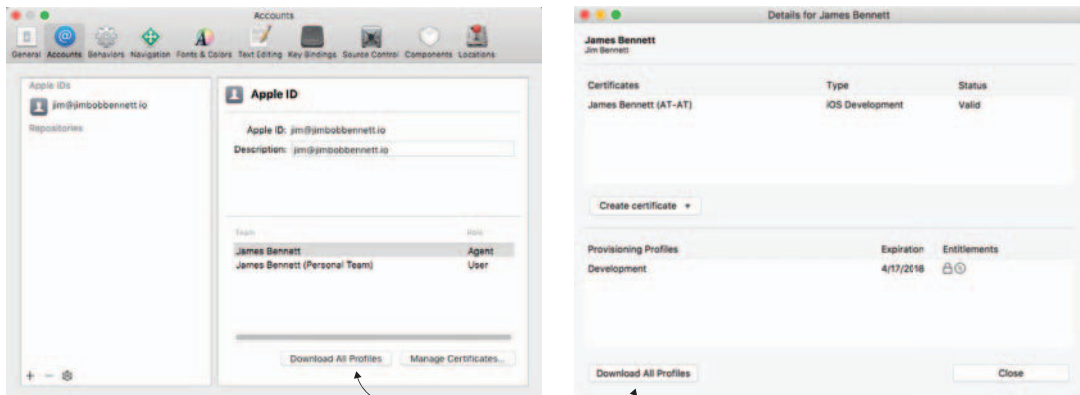 Accounts
General Accounts Behaviors Navigation Fonts & Colors Text Editing Key Bindings Source Control Components Locations
Apple IDs
jim@jimbobbennett.io
Repositories
Apple ID
Apple ID: jim@jimbobbennett.io
Description: jim@jimbobbennett.io
Team Role
James Bennett Agent
James Bennett (Personal Team) User
Download All Profiles Manage Certificates...
+ −
Details for James Bennett
James Bennett
Jim Bennett
Certificates Type Status
James Bennett (AT-AT) iOS Development Valid
Create certificate
Provisioning Profiles Expiration Entitlements
Development 4/17/2018
Download All Profiles Close